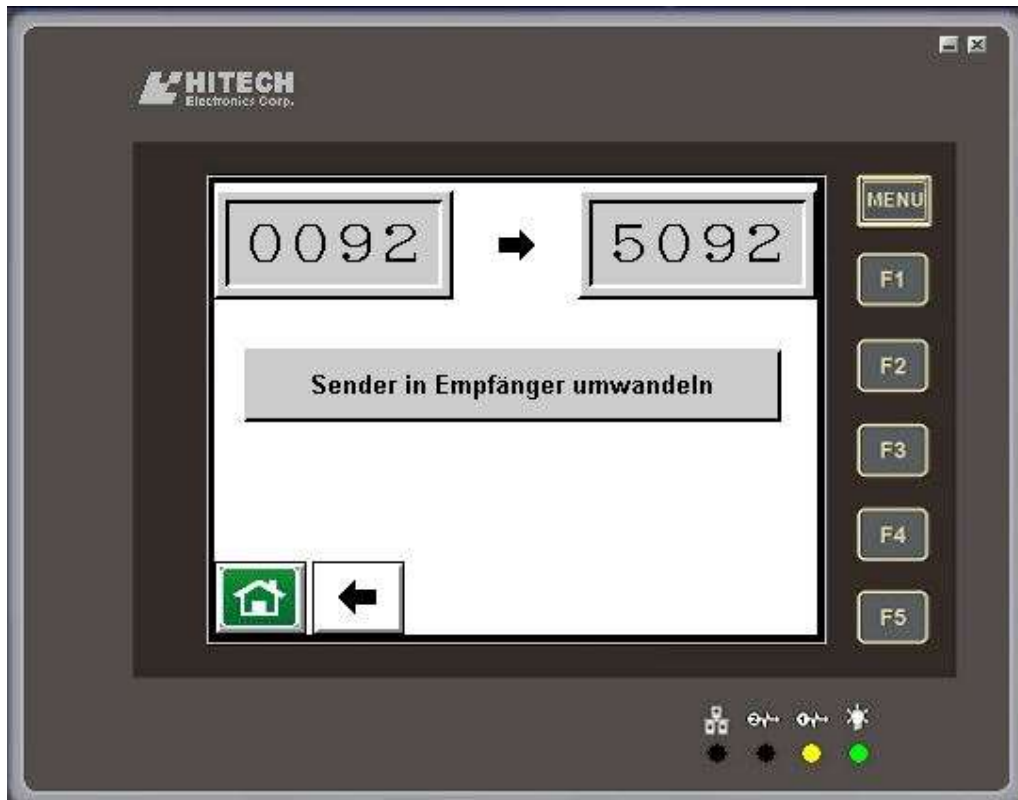 HITECH
Electronics Corp.
MENU
0092
5092
F1
Sender in Empfänger umwandeln
F2
F3
F4
F5